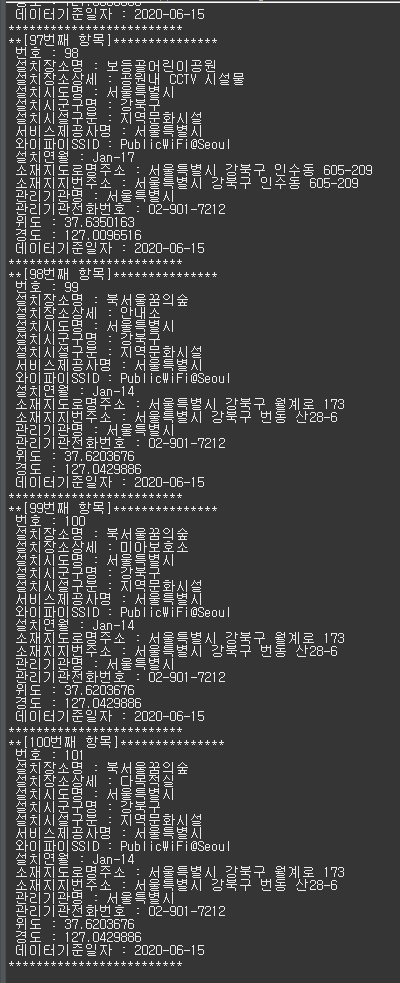 데이터기준일자 : 2020-06-15
*************************
**[97번째 항목]***************
번호 : 98
설치장소명 : 보등골어린이공원
설치장소상세 : 공원내 CCTV 시설물
설치시도명 : 서울특별시
설치시군구명 : 강북구
설치시설구분 : 지역문화시설
서비스제공사명 : 서울특별시
와이파이SSID : PublicWiFi@Seoul
설치연월 : Jan-17
소재지도로명주소 : 서울특별시 강북구 인수동 605-209
소재지지번주소 : 서울특별시 강북구 인수동 605-209
관리기관명 : 서울특별시
관리기관전화번호 : 02-901-7212
위도 : 37.6350163
경도 : 127.0096516
데이터기준일자 : 2020-06-15
*************************
**[98번째 항목]***************
번호 : 99
설치장소명 : 북서울꿈의숲
설치장소상세 : 안내소
설치시도명 : 서울특별시
설치시군구명 : 강북구
설치시설구분 : 지역문화시설
서비스제공사명 : 서울특별시
와이파이SSID : PublicWiFi@Seoul
설치연월 : Jan-14
소재지도로명주소 : 서울특별시 강북구 월계로 173
소재지지번주소 : 서울특별시 강북구 번동 산28-6
관리기관명 : 서울특별시
관리기관전화번호 : 02-901-7212
위도 : 37.6203676
경도 : 127.0429886
데이터기준일자 : 2020-06-15
*************************
**[99번째 항목]***************
번호 : 100
설치장소명 : 북서울꿈의숲
설치장소상세 : 미아보호소
설치시도명 : 서울특별시
설치시군구명 : 강북구
설치시설구분 : 지역문화시설
서비스제공사명 : 서울특별시
와이파이SSID : PublicWiFi@Seoul
설치연월 : Jan-14
소재지도로명주소 : 서울특별시 강북구 월계로 173
소재지지번주소 : 서울특별시 강북구 번동 산28-6
관리기관명 : 서울특별시
관리기관전화번호 : 02-901-7212
위도 : 37.6203676
경도 : 127.0429886
데이터기준일자 : 2020-06-15
*************************
**[100번째 항목]***************
번호 : 101
설치장소명 : 북서울꿈의숲
설치장소상세 : 다목적실
설치시도명 : 서울특별시
설치시군구명 : 강북구
설치시설구분 : 지역문화시설
서비스제공사명 : 서울특별시
와이파이SSID : PublicWiFi@Seoul
설치연월 : Jan-14
소재지도로명주소 : 서울특별시 강북구 월계로 173
소재지지번주소 : 서울특별시 강북구 번동 산28-6
관리기관명 : 서울특별시
관리기관전화번호 : 02-901-7212
위도 : 37.6203676
경도 : 127.0429886
데이터기준일자 : 2020-06-15
*************************